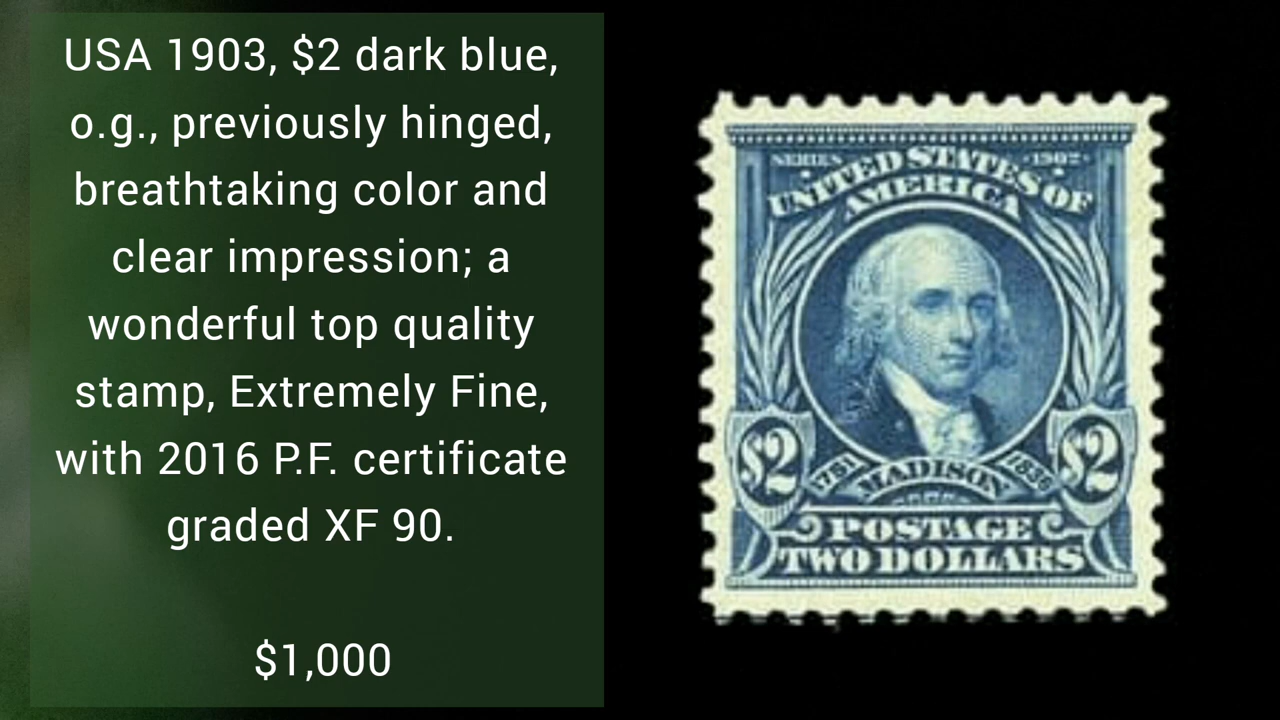 USA 1903, $2 dark blue,
o.g., previously hinged,
breathtaking color and
clear impression; a
wonderful top quality
stamp, Extremely Fine,
with 2016 P.F. certificate
graded XF 90.
$1,000
SERIES 1902
UNITED STATES OF
AMERICA
$2 $2
1751 MADISON 1836
POSTAGE
TWO DOLLARS